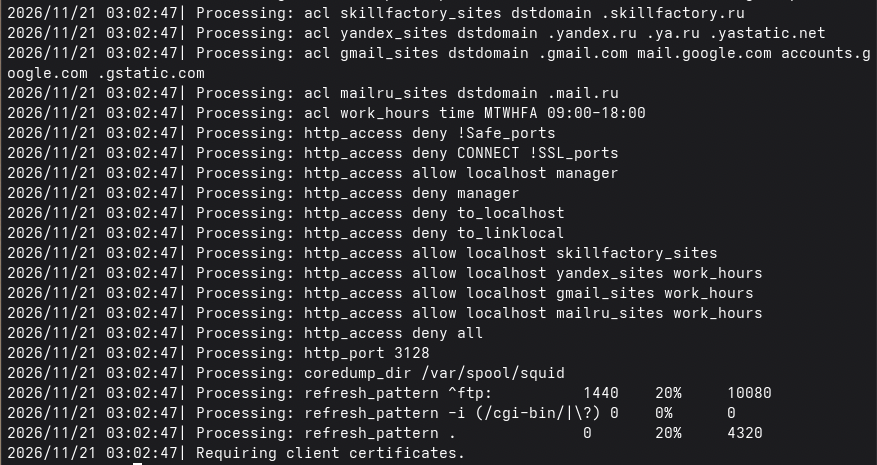 2026/11/21 03:02:47| Processing: acl skillfactory_sites dstdomain .skillfactory.ru
2026/11/21 03:02:47| Processing: acl yandex_sites dstdomain .yandex.ru .ya.ru .yastatic.net
2026/11/21 03:02:47| Processing: acl gmail_sites dstdomain .gmail.com mail.google.com accounts.g
oogle.com .gstatic.com
2026/11/21 03:02:47| Processing: acl mailru_sites dstdomain .mail.ru
2026/11/21 03:02:47| Processing: acl work_hours time MTWHFA 09:00-18:00
2026/11/21 03:02:47| Processing: http_access deny !Safe_ports
2026/11/21 03:02:47| Processing: http_access deny CONNECT !SSL_ports
2026/11/21 03:02:47| Processing: http_access allow localhost manager
2026/11/21 03:02:47| Processing: http_access deny manager
2026/11/21 03:02:47| Processing: http_access deny to_localhost
2026/11/21 03:02:47| Processing: http_access deny to_linklocal
2026/11/21 03:02:47| Processing: http_access allow localhost skillfactory_sites
2026/11/21 03:02:47| Processing: http_access allow localhost yandex_sites work_hours
2026/11/21 03:02:47| Processing: http_access allow localhost gmail_sites work_hours
2026/11/21 03:02:47| Processing: http_access allow localhost mailru_sites work_hours
2026/11/21 03:02:47| Processing: http_access deny all
2026/11/21 03:02:47| Processing: http_port 3128
2026/11/21 03:02:47| Processing: coredump_dir /var/spool/squid
2026/11/21 03:02:47| Processing: refresh_pattern ^ftp:          1440    20%     10080
2026/11/21 03:02:47| Processing: refresh_pattern -i (/cgi-bin/|\?) 0    0%      0
2026/11/21 03:02:47| Processing: refresh_pattern .              0       20%     4320
2026/11/21 03:02:47| Requiring client certificates.